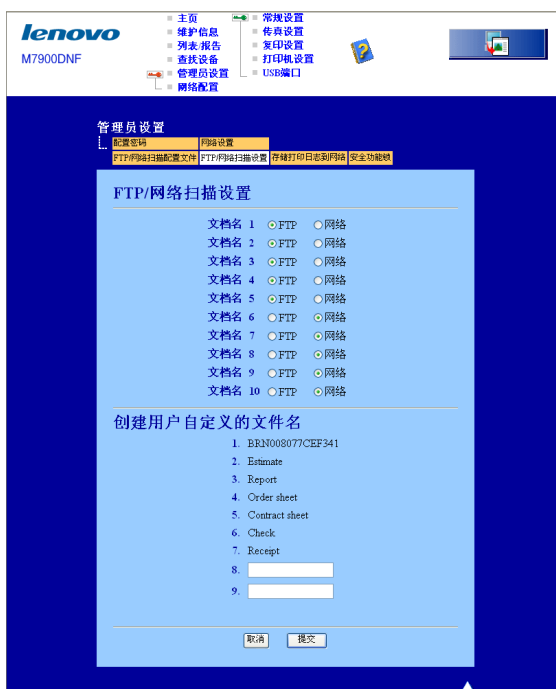 lenovo
M7900DNF
主页
维护信息
列表/报告
查找设备
管理员设置
网络配置
常规设置
传真设置
复印设置
打印机设置
USB端口
管理员设置
配置密码 网络设置
FTP/网络扫描配置文件 FTP/网络扫描设置 存储打印日志到网络 安全功能锁
FTP/网络扫描设置
文档名 1 FTP 网络
文档名 2 FTP 网络
文档名 3 FTP 网络
文档名 4 FTP 网络
文档名 5 FTP 网络
文档名 6 FTP 网络
文档名 7 FTP 网络
文档名 8 FTP 网络
文档名 9 FTP 网络
文档名 10 FTP 网络
创建用户自定义的文件名
1. BRN008077CEF341
2. Estimate
3. Report
4. Order sheet
5. Contract sheet
6. Check
7. Receipt
8.
9.
取消 提交